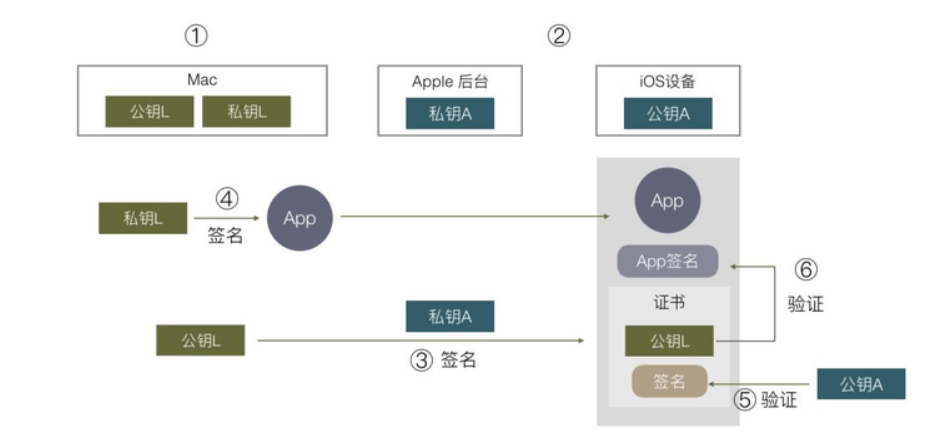 ①
②
Mac
公钥L
私钥L
Apple 后台
私钥A
iOS设备
公钥A
私钥L
④
签名
App
App
App签名
⑥
验证
证书
公钥L
私钥A
③ 签名
公钥L
签名
⑤ 验证
公钥A